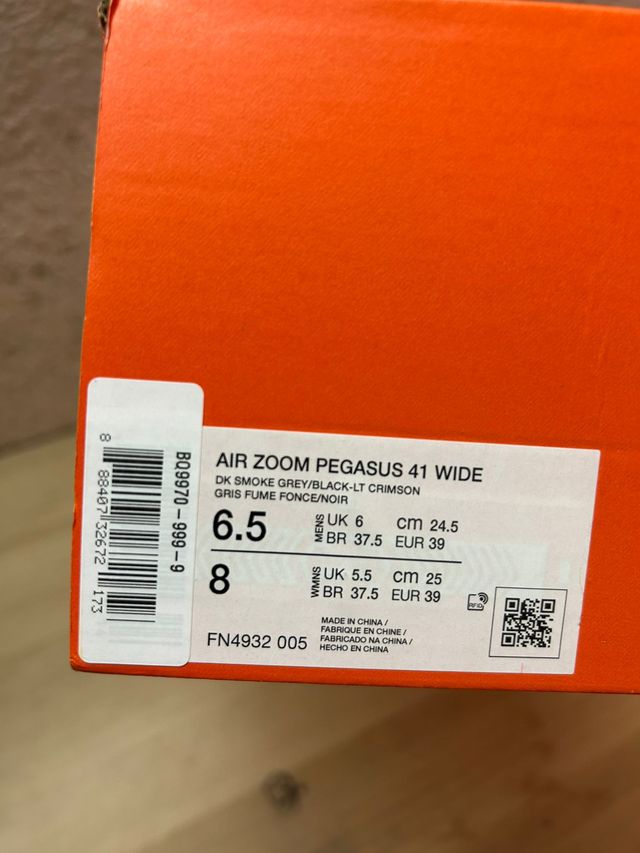 AIR ZOOM PEGASUS 41 WIDE
DK SMOKE GREY/BLACK-LT CRIMSON
GRIS FUME FONCE/NOIR
6.5 MENS UK 6 cm 24.5
BR 37.5 EUR 39
8 WMNS UK 5.5 cm 25
BR 37.5 EUR 39
RFID
FN4932 005
MADE IN CHINA /
FABRIQUE EN CHINE /
FABRICADO NA CHINA /
HECHO EN CHINA
BQ9970-999-9
8 88407 32672 173